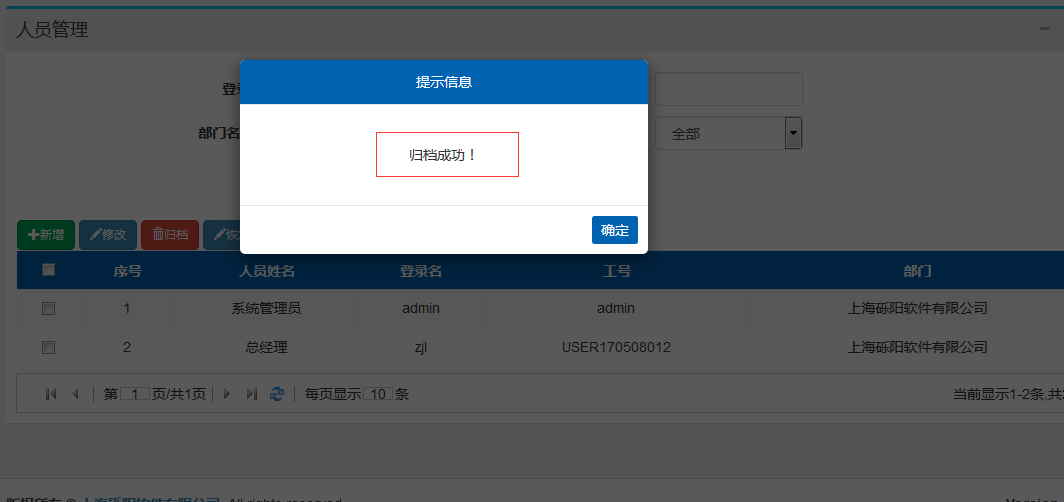 人员管理
提示信息
登录
部门名
全部
归档成功！
确定
新增 修改 归档
序号 人员姓名 登录名 工号 部门
1 系统管理员 admin admin 上海砾阳软件有限公司
2 总经理 zjl USER170508012 上海砾阳软件有限公司
第 1 页/共1页 每页显示 10 条 当前显示1-2条,共